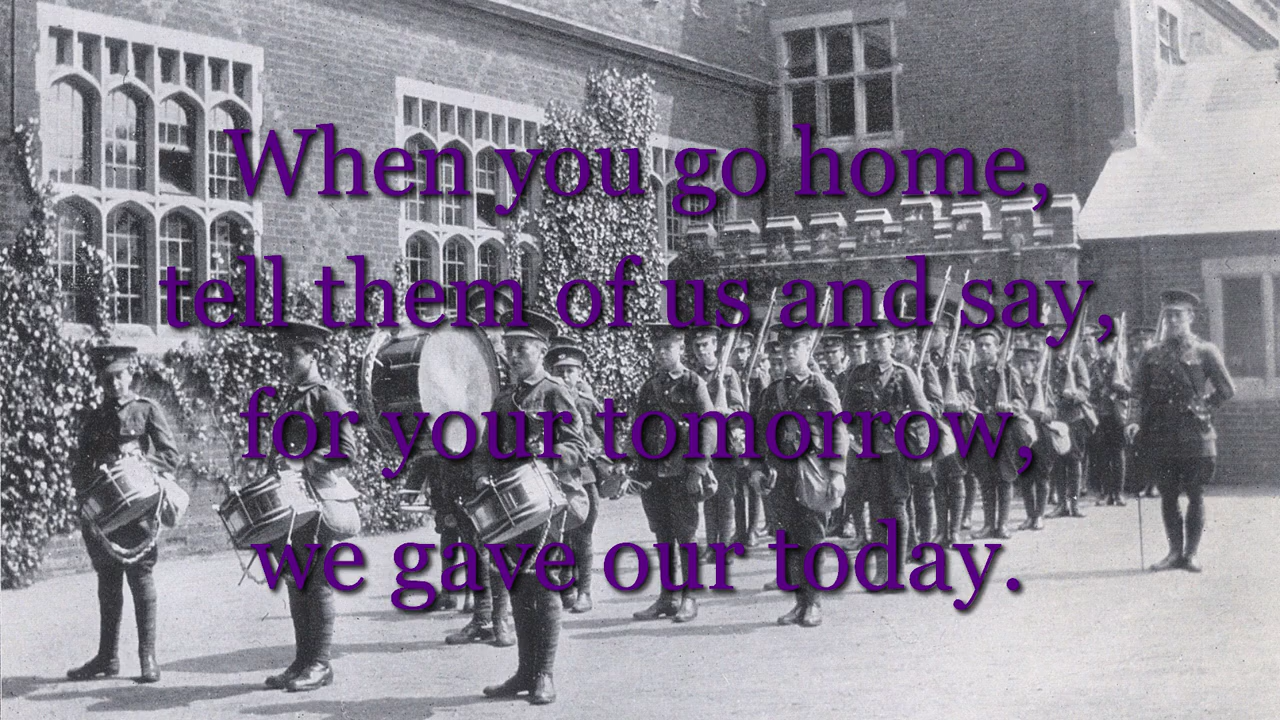 When you go home,
tell them of us and say,
for your tomorrow,
we gave our today.